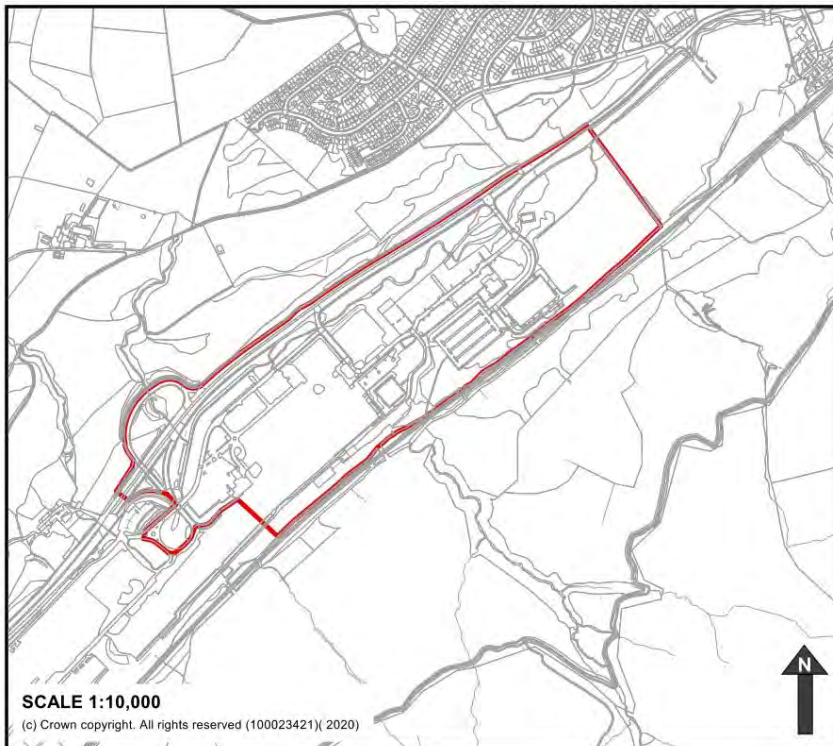 N
SCALE 1:10,000
(c) Crown copyright. All rights reserved (100023421)( 2020)